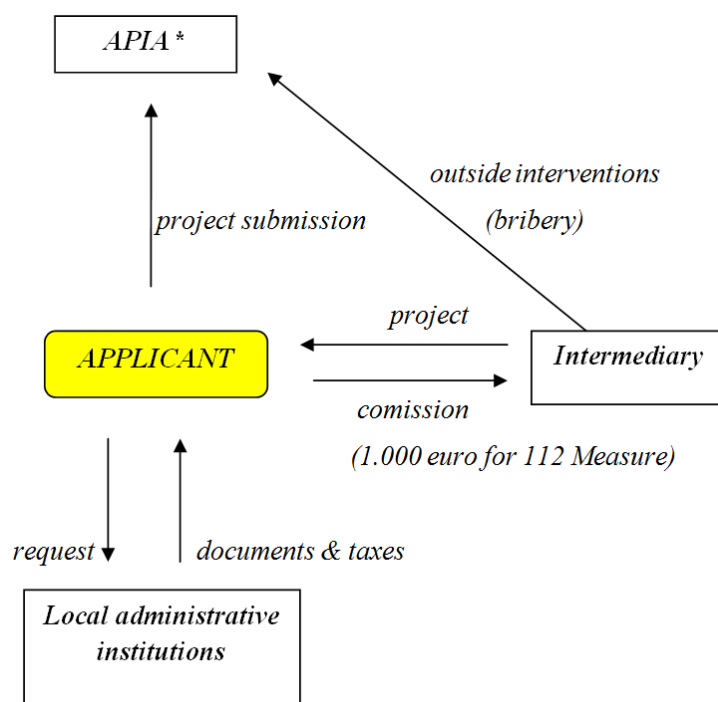 APIA *
outside interventions
(bribery)
project submission
project
APPLICANT
Intermediary
comission
(1.000 euro for 112 Measure)
request
documents & taxes
Local administrative
institutions